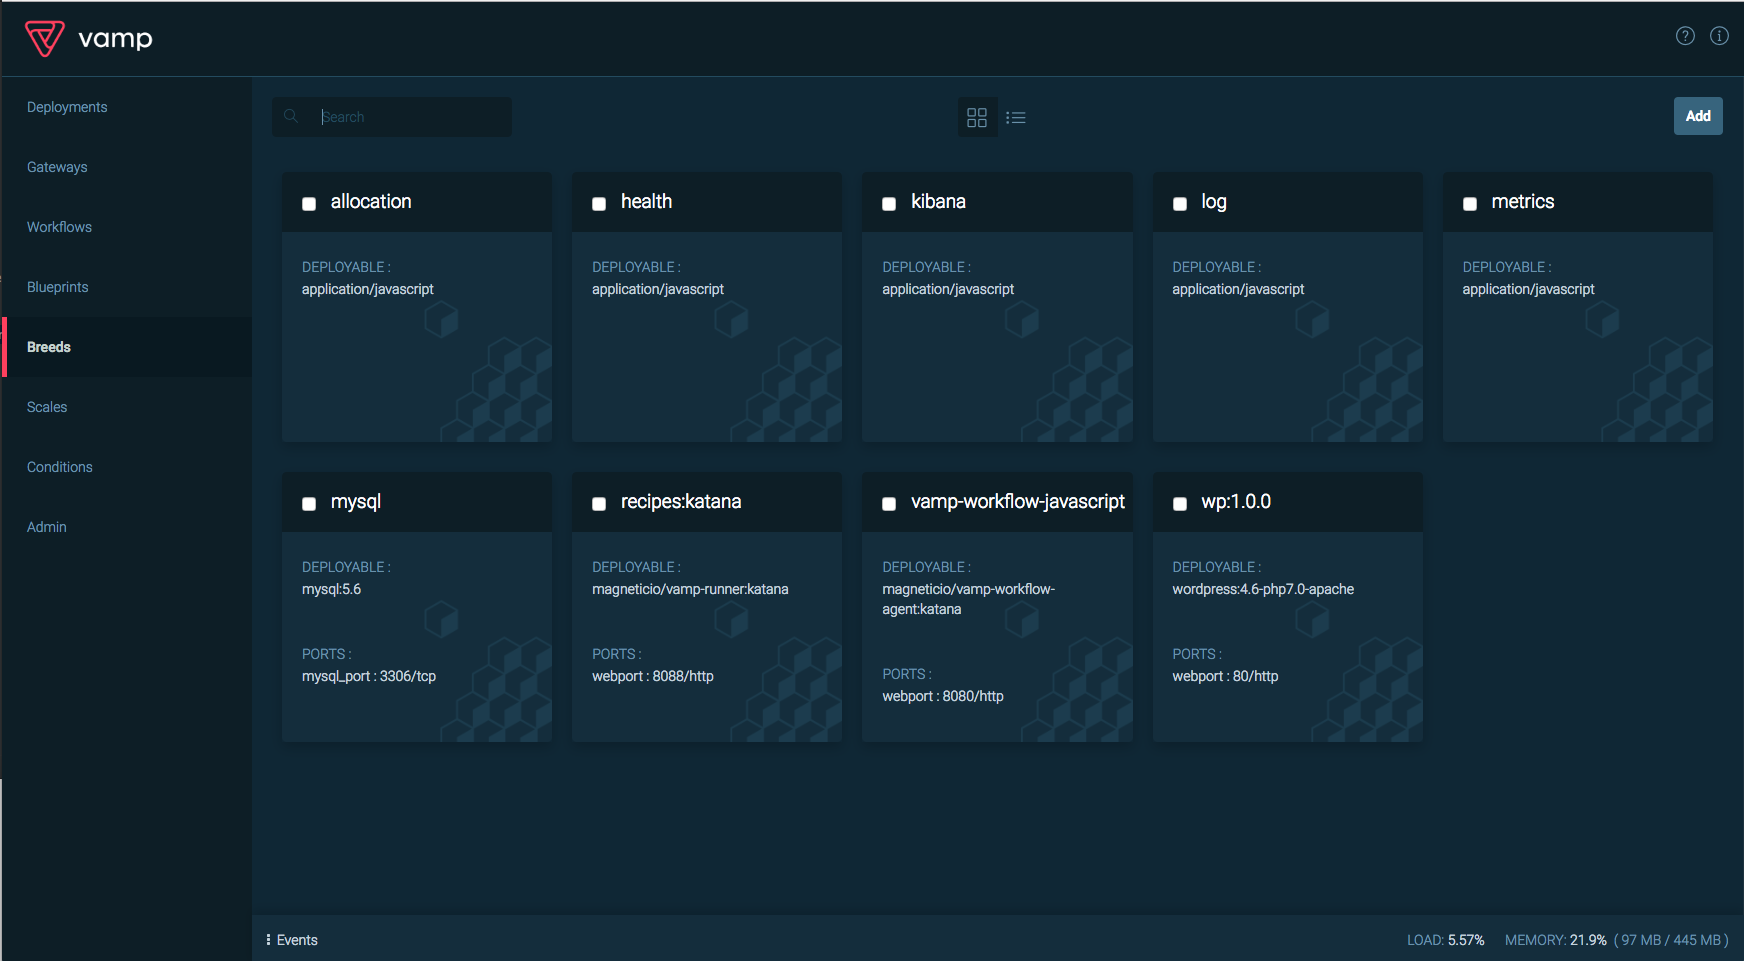 vamp
Deployments
Gateways
Workflows
Blueprints
Breeds
Scales
Conditions
Admin
Search
Add
allocation
DEPLOYABLE :
application/javascript
health
DEPLOYABLE :
application/javascript
kibana
DEPLOYABLE :
application/javascript
log
DEPLOYABLE :
application/javascript
metrics
DEPLOYABLE :
application/javascript
mysql
DEPLOYABLE :
mysql:5.6
PORTS :
mysql_port : 3306/tcp
recipes:katana
DEPLOYABLE :
magneticio/vamp-runner:katana
PORTS :
webport : 8088/http
vamp-workflow-javascript
DEPLOYABLE :
magneticio/vamp-workflow-
agent:katana
PORTS :
webport : 8080/http
wp:1.0.0
DEPLOYABLE :
wordpress:4.6-php7.0-apache
PORTS :
webport : 80/http
Events
LOAD: 5.57% MEMORY: 21.9% ( 97 MB / 445 MB )